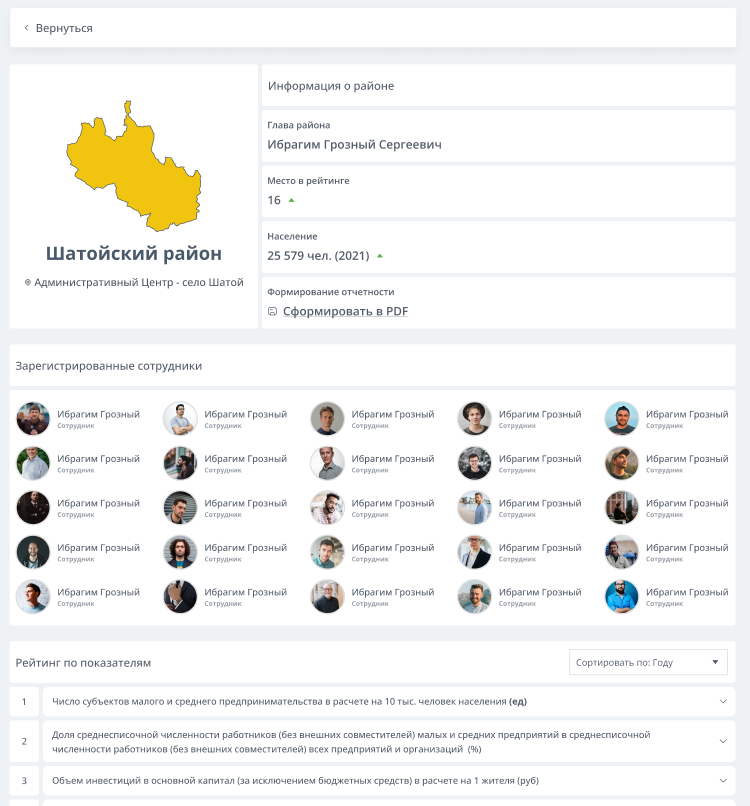 Вернуться
Шатойский район
Административный Центр - село Шатой
Информация о районе
Глава района
Ибрагим Грозный Сергеевич
Место в рейтинге
16
Население
25 579 чел. (2021)
Формирование отчетности
Сформировать в PDF
Зарегистрированные сотрудники
Ибрагим Грозный Ибрагим Грозный Ибрагим Грозный Ибрагим Грозный Ибрагим Грозный
Сотрудник Сотрудник Сотрудник Сотрудник Сотрудник
Ибрагим Грозный Ибрагим Грозный Ибрагим Грозный Ибрагим Грозный Ибрагим Грозный
Сотрудник Сотрудник Сотрудник Сотрудник Сотрудник
Ибрагим Грозный Ибрагим Грозный Ибрагим Грозный Ибрагим Грозный Ибрагим Грозный
Сотрудник Сотрудник Сотрудник Сотрудник Сотрудник
Ибрагим Грозный Ибрагим Грозный Ибрагим Грозный Ибрагим Грозный Ибрагим Грозный
Сотрудник Сотрудник Сотрудник Сотрудник Сотрудник
Ибрагим Грозный Ибрагим Грозный Ибрагим Грозный Ибрагим Грозный Ибрагим Грозный
Сотрудник Сотрудник Сотрудник Сотрудник Сотрудник
Рейтинг по показателям
Сортировать по: Году
1 Число субъектов малого и среднего предпринимательства в расчете на 10 тыс. человек населения (ед)
2 Доля среднесписочной численности работников (без внешних совместителей) малых и средних предприятий в среднесписочной
численности работников (без внешних совместителей) всех предприятий и организаций (%)
3 Объем инвестиций в основной капитал (за исключением бюджетных средств) в расчете на 1 жителя (руб)